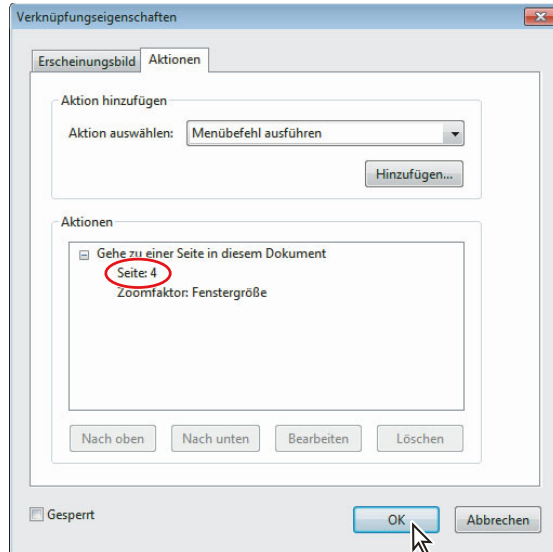 Verknüpfungseigenschaften
Erscheinungsbild Aktionen
Aktion hinzufügen
Aktion auswählen: Menübefehl ausführen
Hinzufügen...
Aktionen
Gehe zu einer Seite in diesem Dokument
Seite: 4
Zoomfaktor: Fenstergröße
Nach oben Nach unten Bearbeiten Löschen
Gesperrt OK Abbrechen